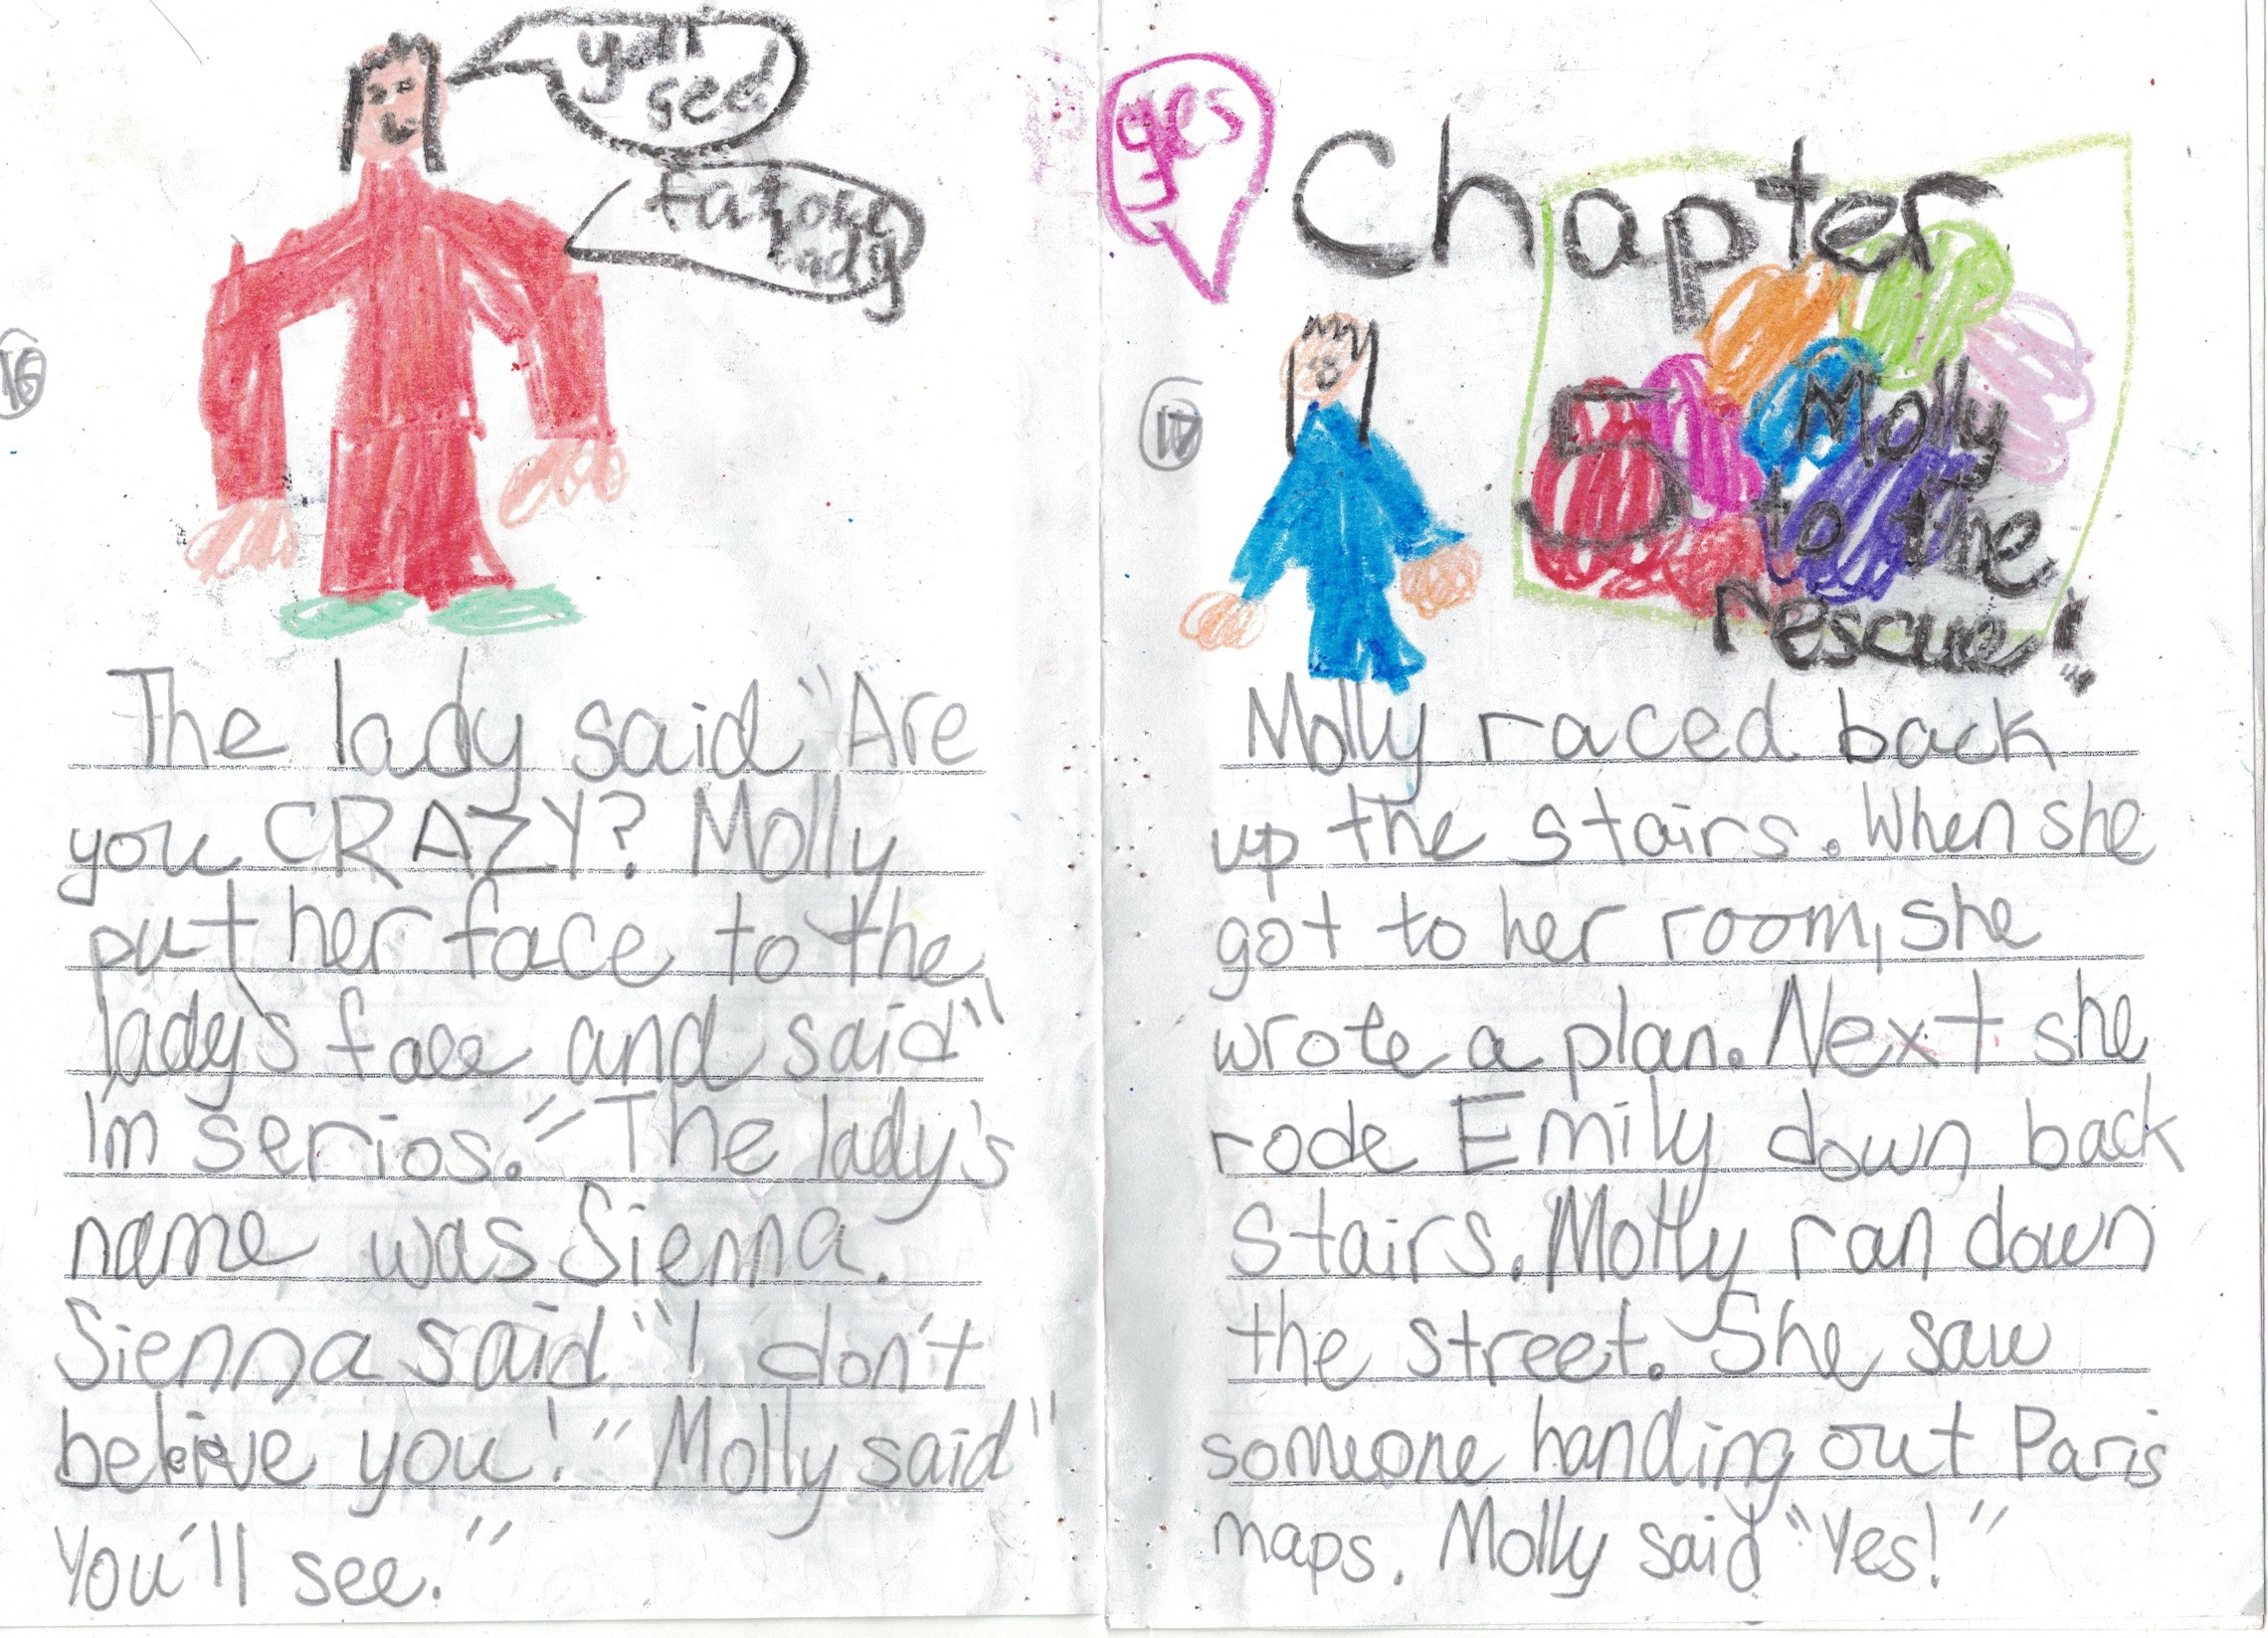 you'll
see
16
The lady said "Are
you CRAZY? Molly
put her face to the
lady's face and said"
Im serios." The lady's
name was Sienna.
Sienna said "I don't
beleive you!" Molly said"
You'll see."
yes
Chapter
5 Molly
to the
rescue!
17
Molly raced back
up the stairs. When she
got to her room, she
wrote a plan. Next she
rode Emily down back
stairs. Molly ran down
the street. She saw
someone handing out Paris
maps. Molly said "Yes!"